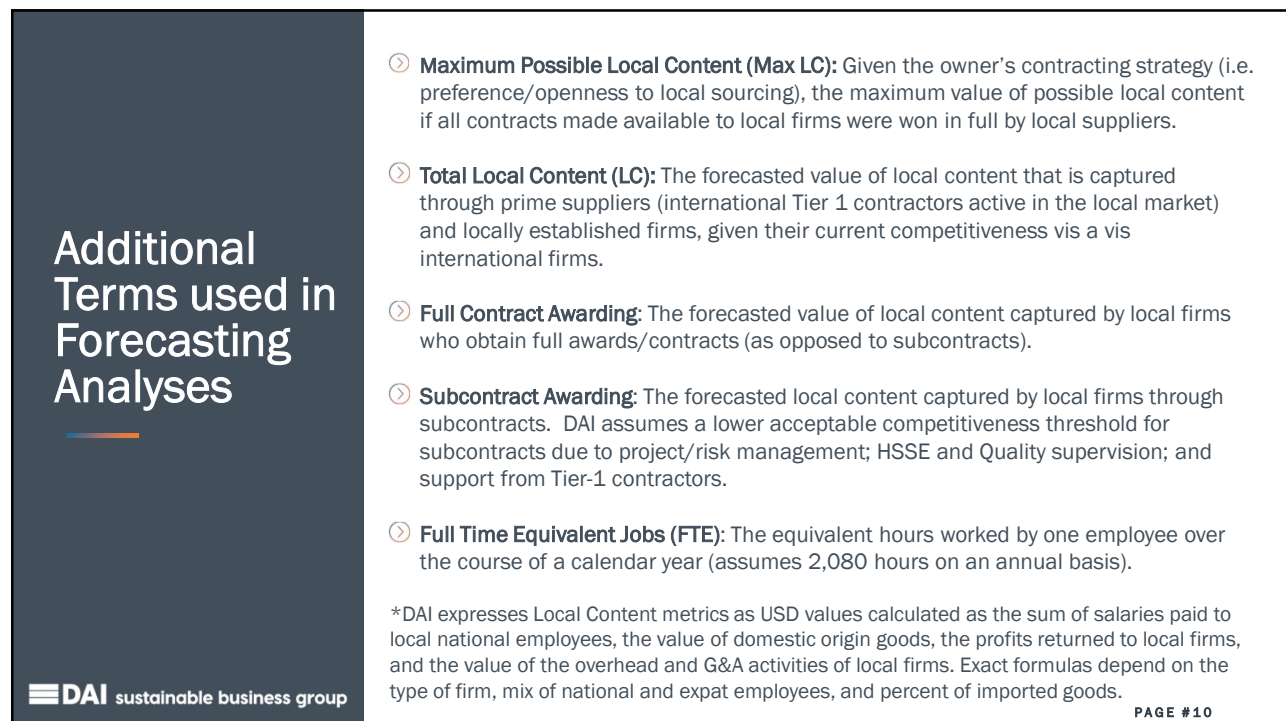 Additional
Terms used in
Forecasting
Analyses
Maximum Possible Local Content (Max LC): Given the owner's contracting strategy (i.e.
preference/openness to local sourcing), the maximum value of possible local content
if all contracts made available to local firms were won in full by local suppliers.
Total Local Content (LC): The forecasted value of local content that is captured
through prime suppliers (international Tier 1 contractors active in the local market)
and locally established firms, given their current competitiveness vis a vis
international firms.
Full Contract Awarding: The forecasted value of local content captured by local firms
who obtain full awards/contracts (as opposed to subcontracts).
Subcontract Awarding: The forecasted local content captured by local firms through
subcontracts.  DAI assumes a lower acceptable competitiveness threshold for
subcontracts due to project/risk management; HSSE and Quality supervision; and
support from Tier-1 contractors.
Full Time Equivalent Jobs (FTE): The equivalent hours worked by one employee over
the course of a calendar year (assumes 2,080 hours on an annual basis).
*DAI expresses Local Content metrics as USD values calculated as the sum of salaries paid to
local national employees, the value of domestic origin goods, the profits returned to local firms,
and the value of the overhead and G&A activities of local firms. Exact formulas depend on the
type of firm, mix of national and expat employees, and percent of imported goods.
DAI sustainable business group
PAGE #10